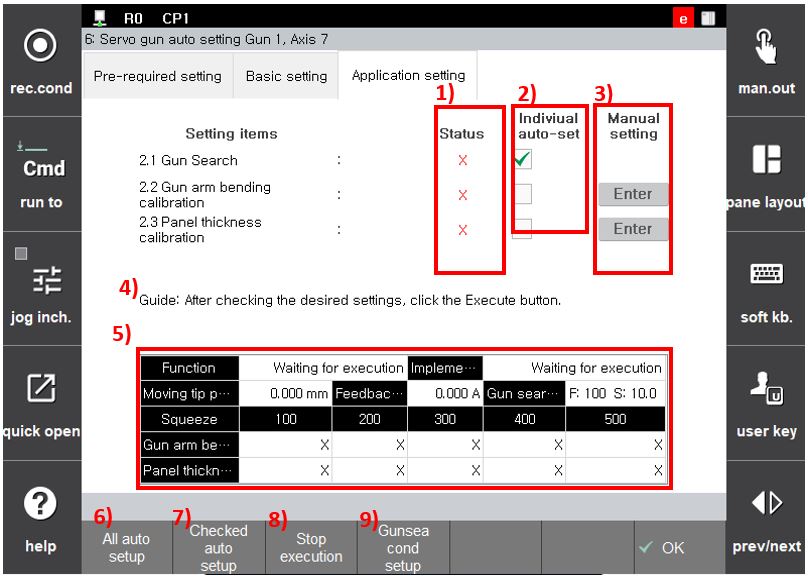 R0 CP1 e
6: Servo gun auto setting Gun 1, Axis 7
Pre-required setting Basic setting Application setting
1) 2) 3)
Setting items Status Indiviual auto-set Manual setting
2.1 Gun Search : X
2.2 Gun arm bending
calibration : X Enter
2.3 Panel thickness
calibration : X Enter
4)
Guide: After checking the desired settings, click the Execute button.
5)
Function Waiting for execution Impleme··· Waiting for execution
Moving tip p··· 0.000 mm Feedbac··· 0.000 A Gun sear··· F: 100 S: 10.0
Squeeze 100 200 300 400 500
Gun arm be··· X X X X X
Panel thickn··· X X X X X
6) 7) 8) 9)
All auto
setup
Checked
auto
setup
Stop
execution
Gunsea
cond
setup
OK
rec.cond
Cmd
run to
jog inch.
quick open
help
man.out
pane layout
soft kb.
U
user key
prev/next